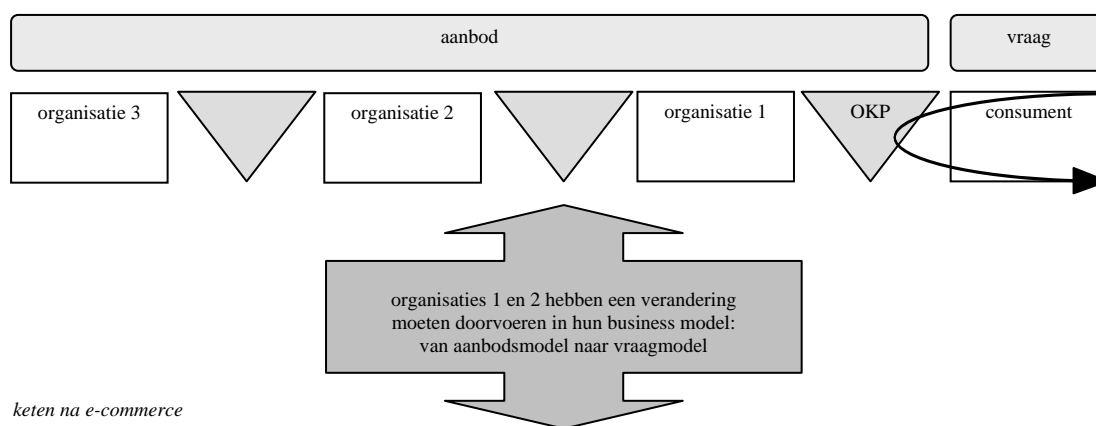 aanbod
vraag
organisatie 3
organisatie 2
organisatie 1
OKP
consument
organisaties 1 en 2 hebben een verandering
moeten doorvoeren in hun business model:
van aanbodsmodel naar vraagmodel
keten na e-commerce